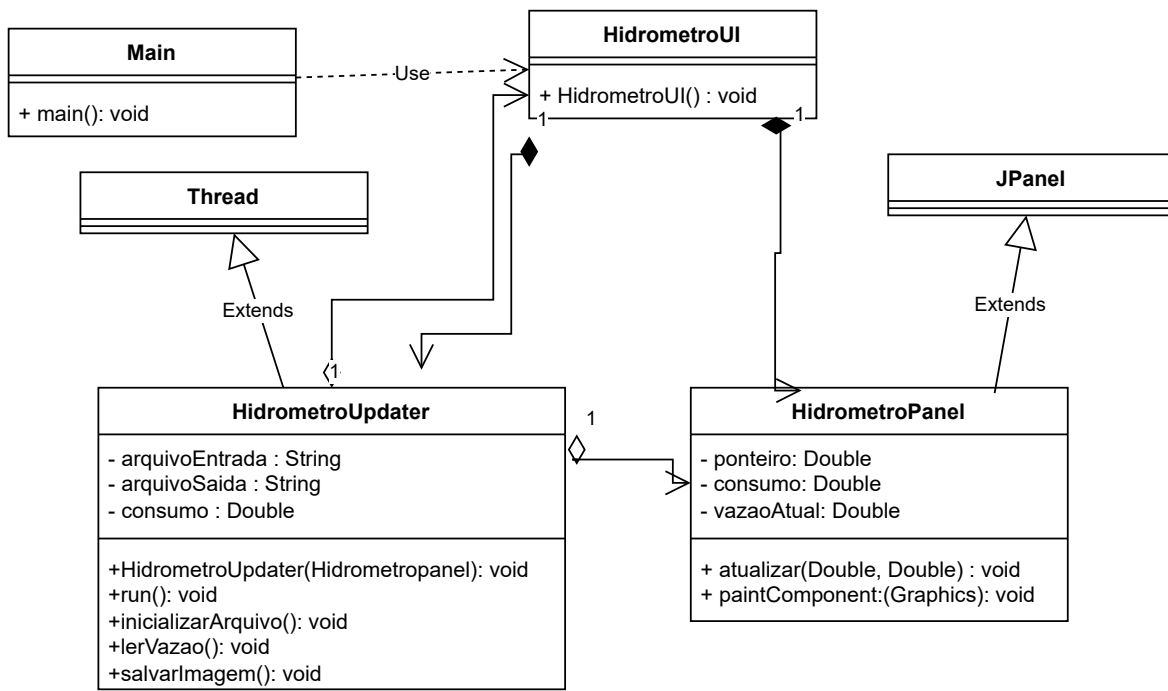 Main
+ main(): void
Use
HidrometroUI
+ HidrometroUI() : void
1
1
Thread
Extends
JPanel
Extends
1
HidrometroUpdater
- arquivoEntrada : String
- arquivoSaida : String
- consumo : Double
+HidrometroUpdater(Hidrometropanel): void
+run(): void
+inicializarArquivo(): void
+lerVazao(): void
+salvarImagem(): void
1
HidrometroPanel
- ponteiro: Double
- consumo: Double
- vazaoAtual: Double
+ atualizar(Double, Double) : void
+ paintComponent:(Graphics): void